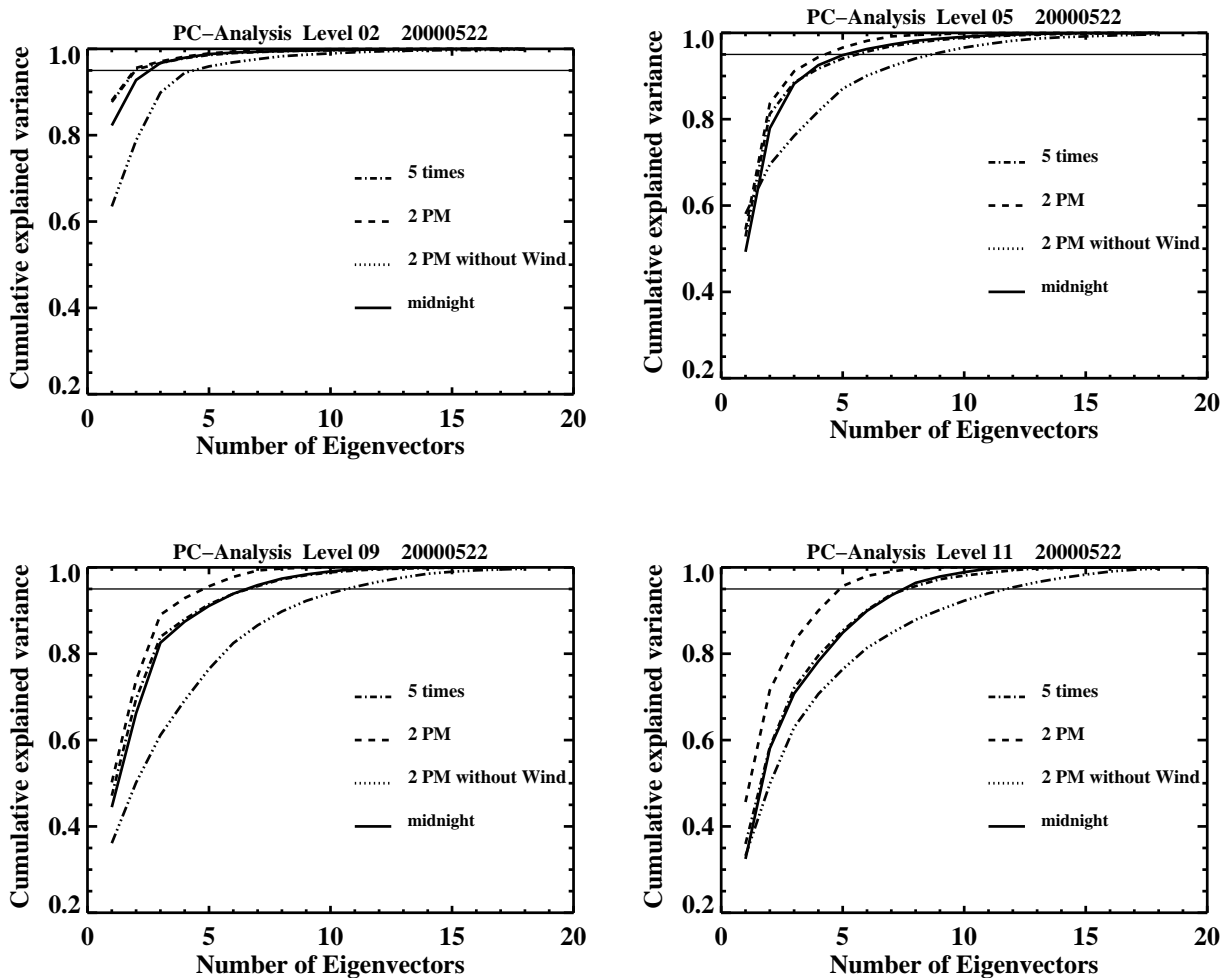 PC–Analysis Level 02 20000522
Cumulative explained variance
1.0
0.8
0.6
0.4
0.2
5 times
2 PM
2 PM without Wind
midnight
0 5 10 15 20
Number of Eigenvectors
PC–Analysis Level 05 20000522
Cumulative explained variance
1.0
0.8
0.6
0.4
0.2
5 times
2 PM
2 PM without Wind
midnight
0 5 10 15 20
Number of Eigenvectors
PC–Analysis Level 09 20000522
Cumulative explained variance
1.0
0.8
0.6
0.4
0.2
5 times
2 PM
2 PM without Wind
midnight
0 5 10 15 20
Number of Eigenvectors
PC–Analysis Level 11 20000522
Cumulative explained variance
1.0
0.8
0.6
0.4
0.2
5 times
2 PM
2 PM without Wind
midnight
0 5 10 15 20
Number of Eigenvectors